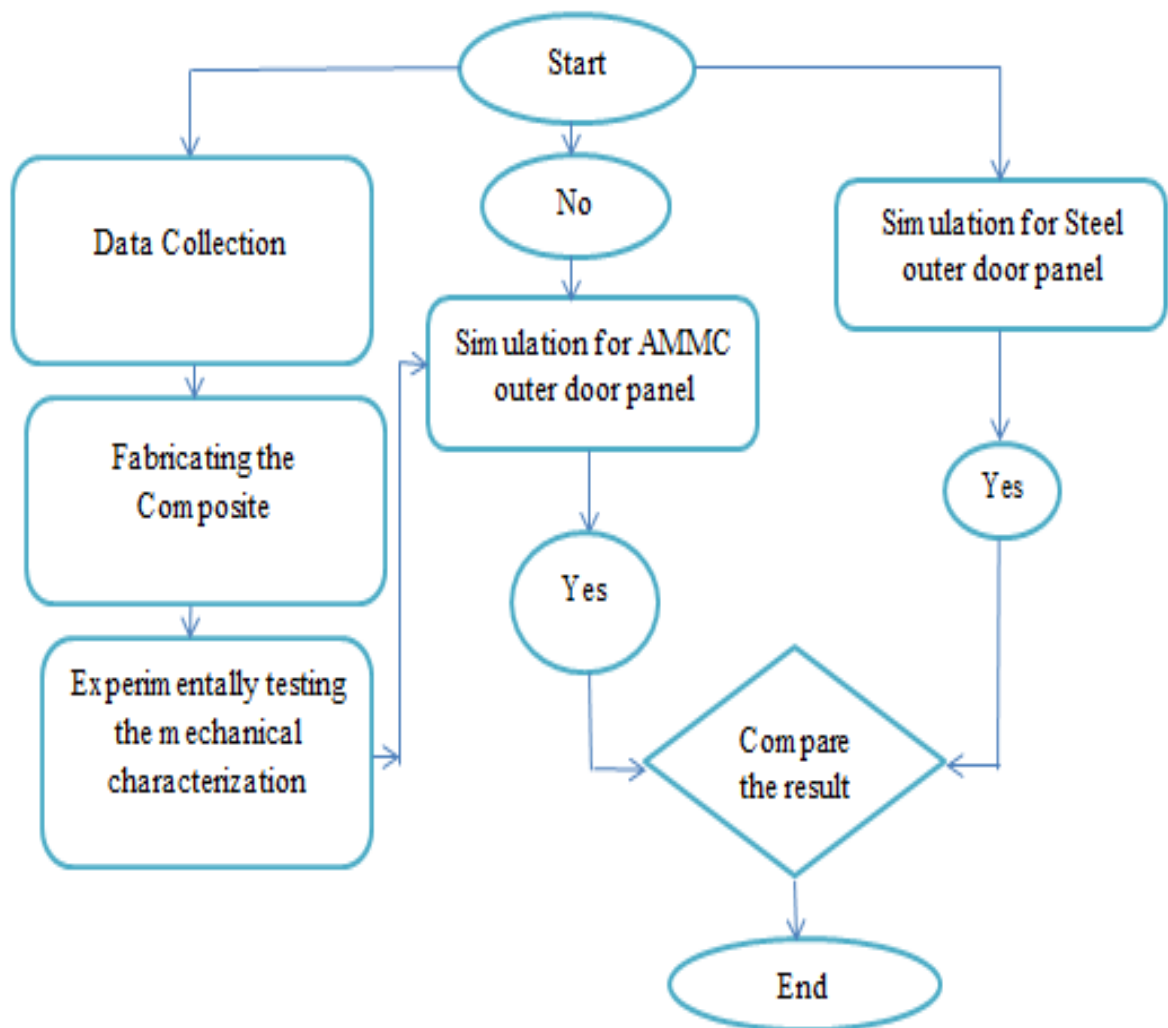 Start
No
Data Collection
Simulation for Steel
outer door panel
Simulation for AMMC
outer door panel
Fabricating the
Composite
Yes
Yes
Experimentally testing
the mechanical
characterization
Compare
the result
End